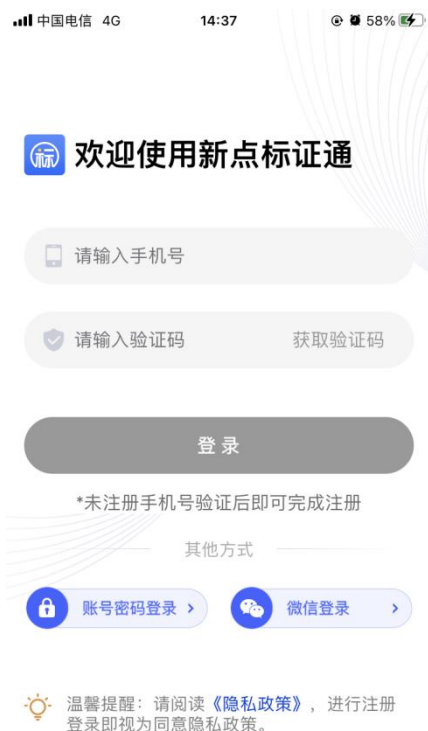 中国电信 4G 14:37 58%
标 欢迎使用新点标证通
请输入手机号
请输入验证码 获取验证码
登录
*未注册手机号验证后即可完成注册
其他方式
账号密码登录 微信登录
温馨提醒：请阅读《隐私政策》，进行注册
登录即视为同意隐私政策。